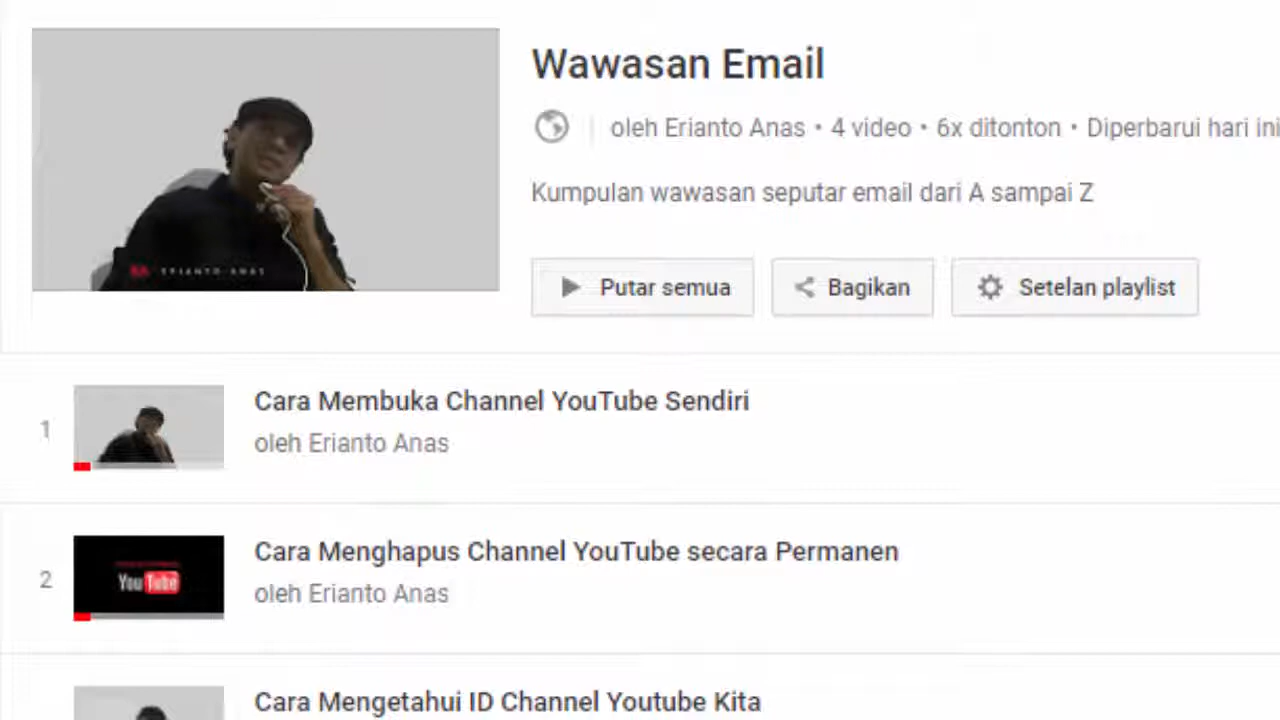 Wawasan Email
oleh Erianto Anas • 4 video • 6x ditonton • Diperbarui hari ini
Kumpulan wawasan seputar email dari A sampai Z
ERIANTO ANAS
Putar semua
Bagikan
Setelan playlist
1
Cara Membuka Channel YouTube Sendiri
oleh Erianto Anas
2
Cara Menghapus Channel YouTube secara Permanen
YouTube
oleh Erianto Anas
Cara Mengetahui ID Channel Youtube Kita